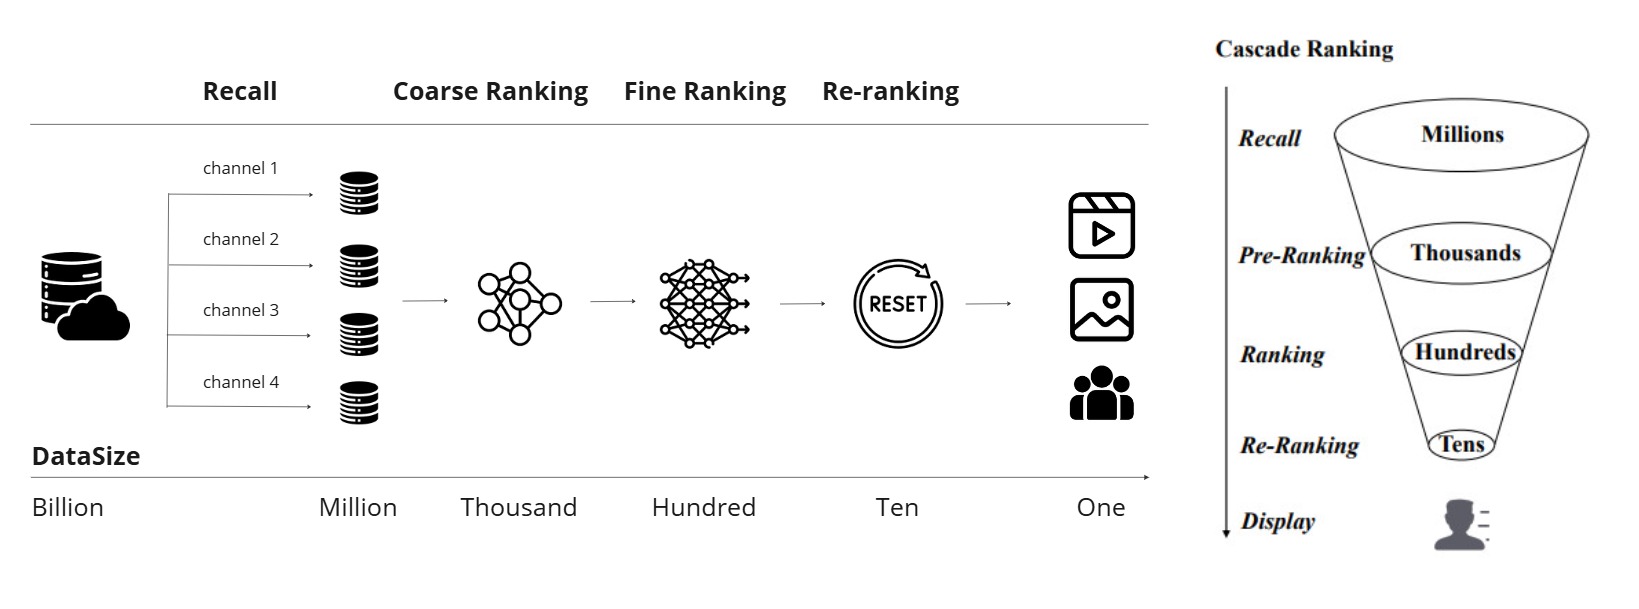 Recall
Coarse Ranking
Fine Ranking
Re-ranking
channel 1
channel 2
channel 3
channel 4
RESET
DataSize
Billion
Million
Thousand
Hundred
Ten
One
Cascade Ranking
Recall
Millions
Pre-Ranking
Thousands
Ranking
Hundreds
Re-Ranking
Tens
Display